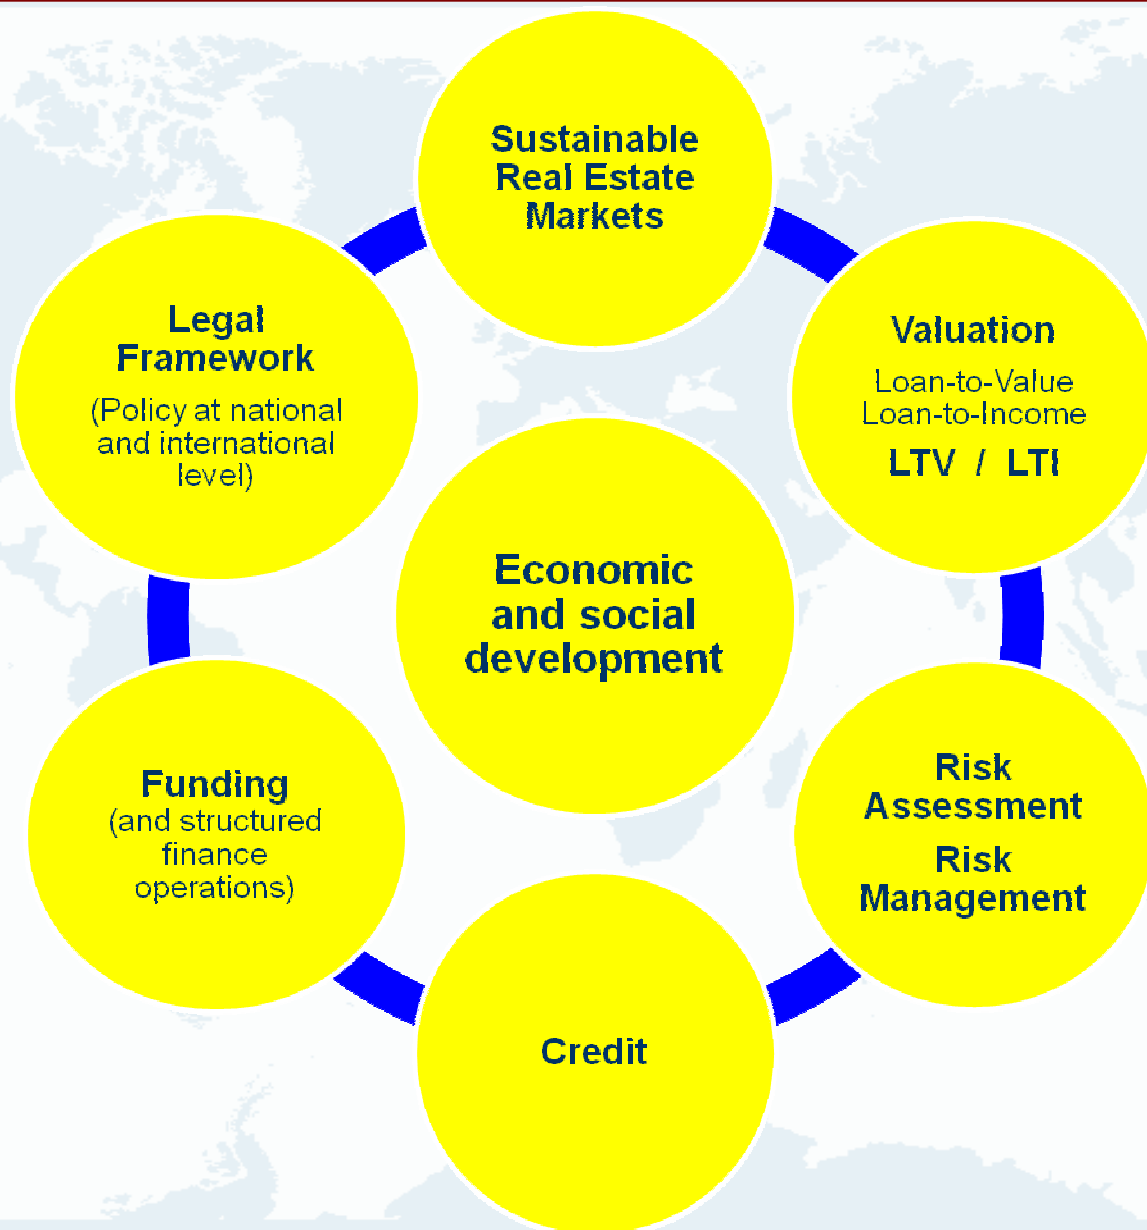 Sustainable
Real Estate
Markets
Legal
Framework
(Policy at national
and international
level)
Valuation
Loan-to-Value
Loan-to-Income
LTV / LTI
Economic
and social
development
Funding
(and structured
finance
operations)
Risk
Assessment
Risk
Management
Credit